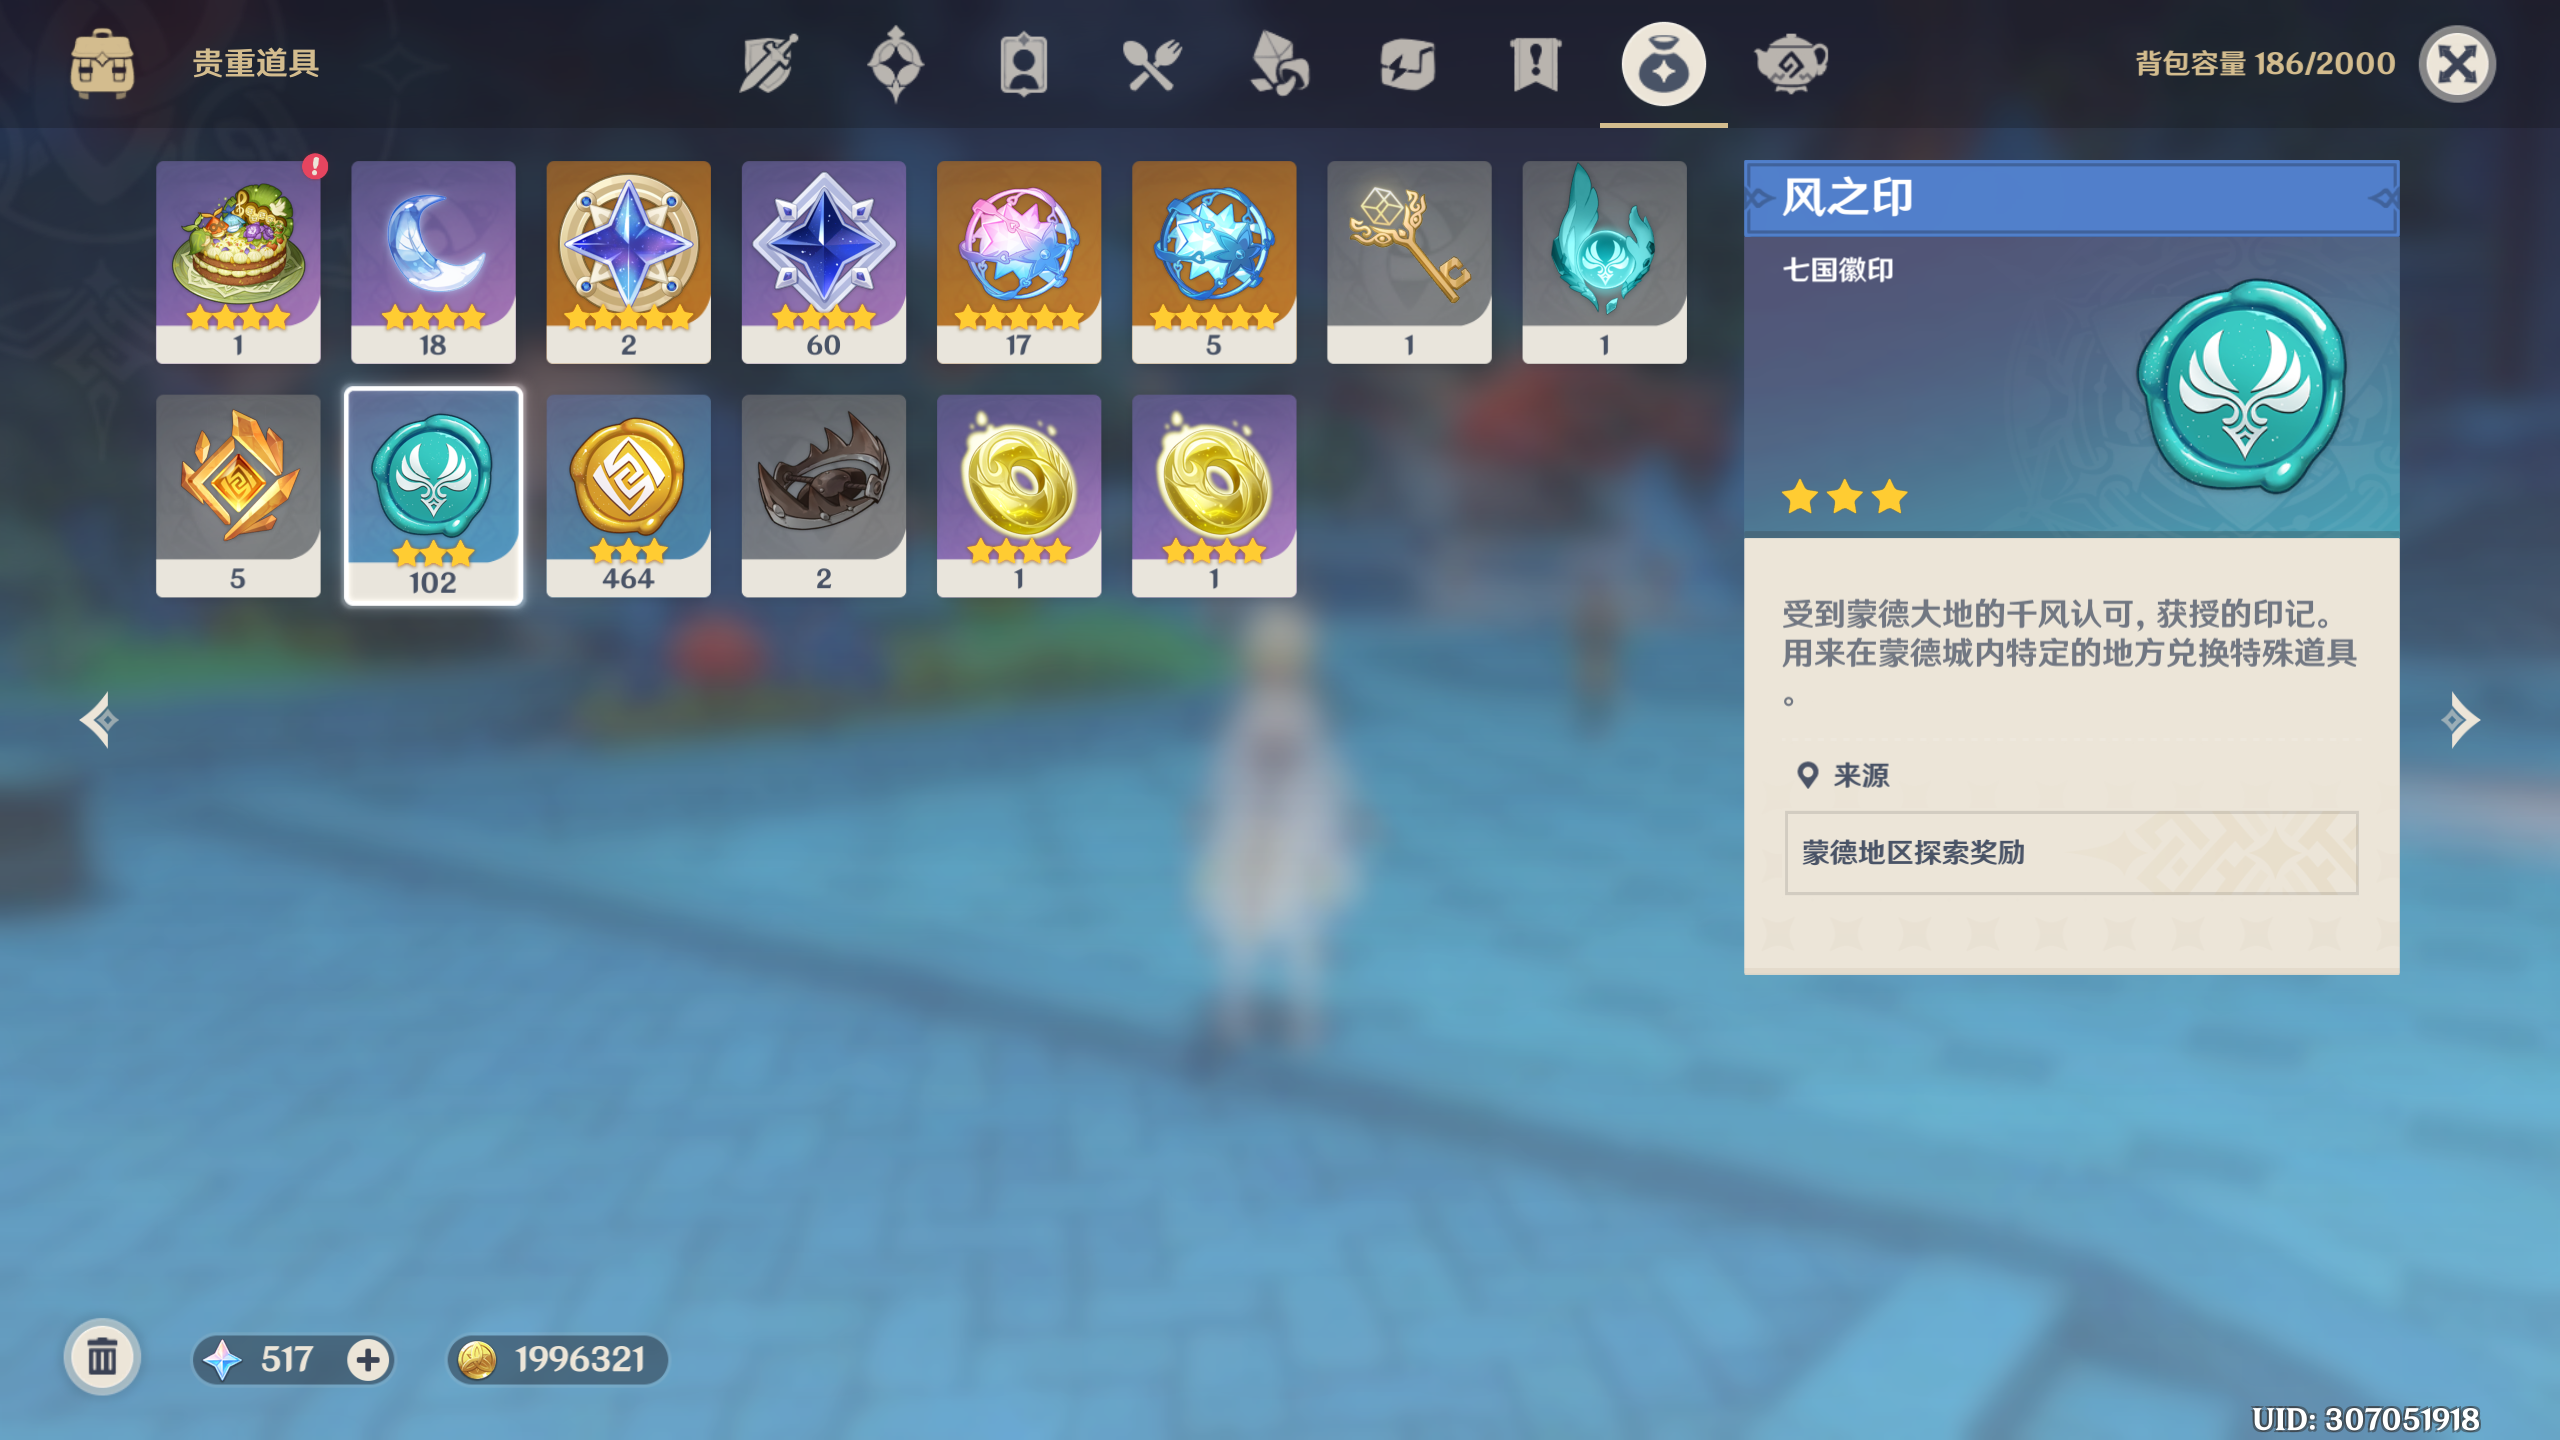 贵重道具
背包容量 186/2000
1
18
2
60
17
5
1
1
5
102
464
2
1
1
风之印
七国徽印
受到蒙德大地的千风认可，获授的印记。
用来在蒙德城内特定的地方兑换特殊道具
。
来源
蒙德地区探索奖励
517
1996321
UID: 307051918